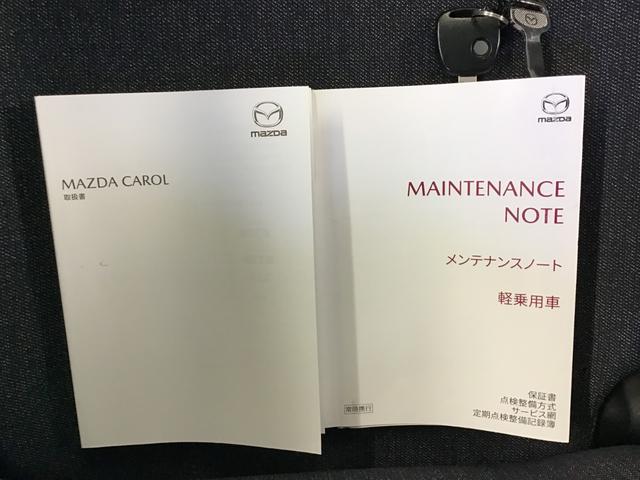 mazda
MAZDA CAROL
取扱書
mazda
MAINTENANCE
NOTE
メンテナンスノート
軽乗用車
保証書
点検整備方式
サービス網
定期点検整備記録簿
常時携行